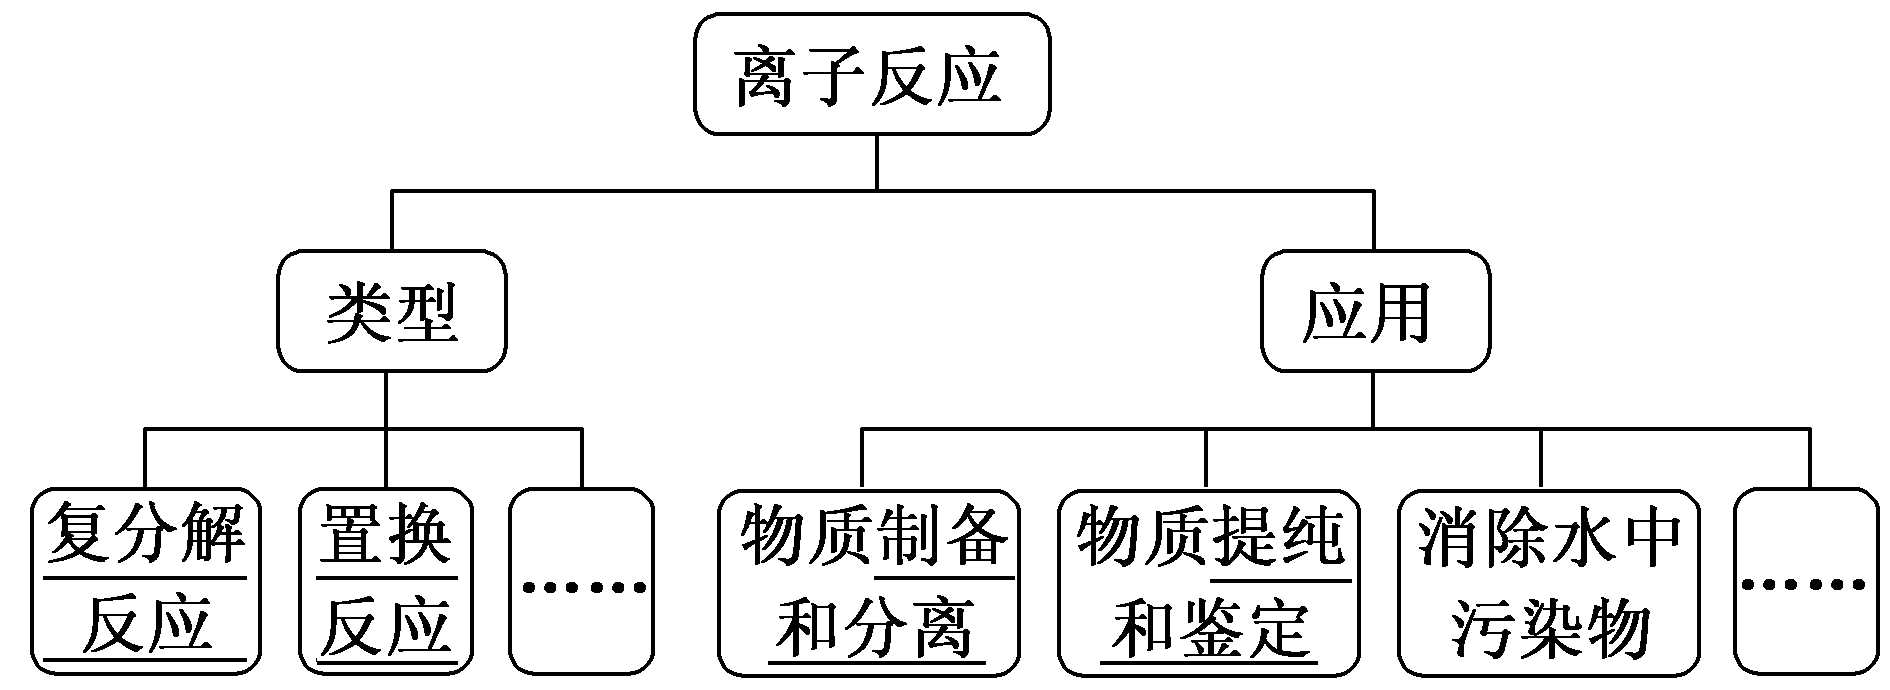 离子反应
类型
应用
复分解
反应
置换
反应
……
物质制备
和分离
物质提纯
和鉴定
消除水中
污染物
……